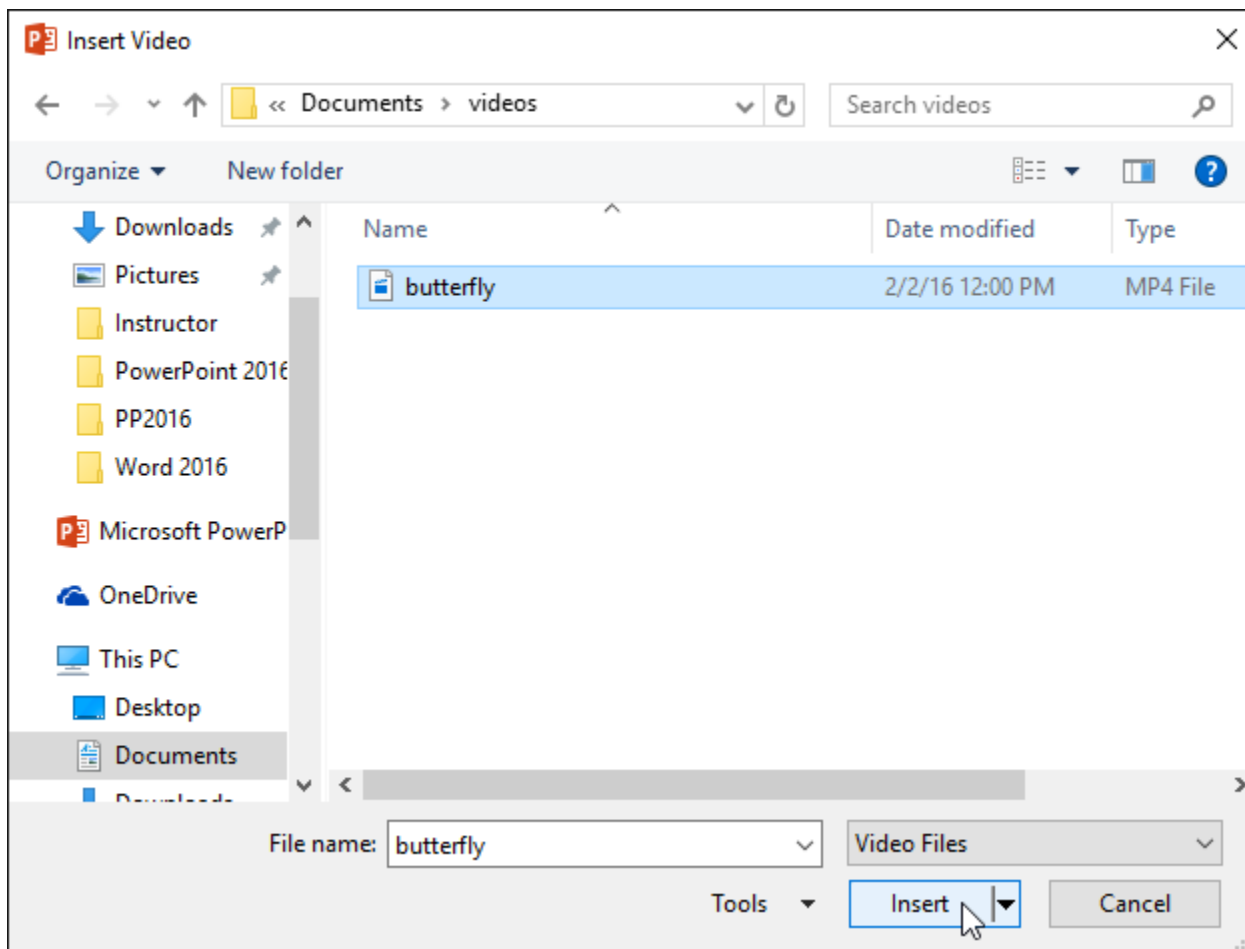 Insert Video
« Documents > videos
Search videos
Organize
New folder
Name
Date modified
Type
butterfly
2/2/16 12:00 PM
MP4 File
Downloads
Pictures
Instructor
PowerPoint 2016
PP2016
Word 2016
Microsoft PowerP
OneDrive
This PC
Desktop
Documents
Downloads
File name:
butterfly
Video Files
Tools
Insert
Cancel